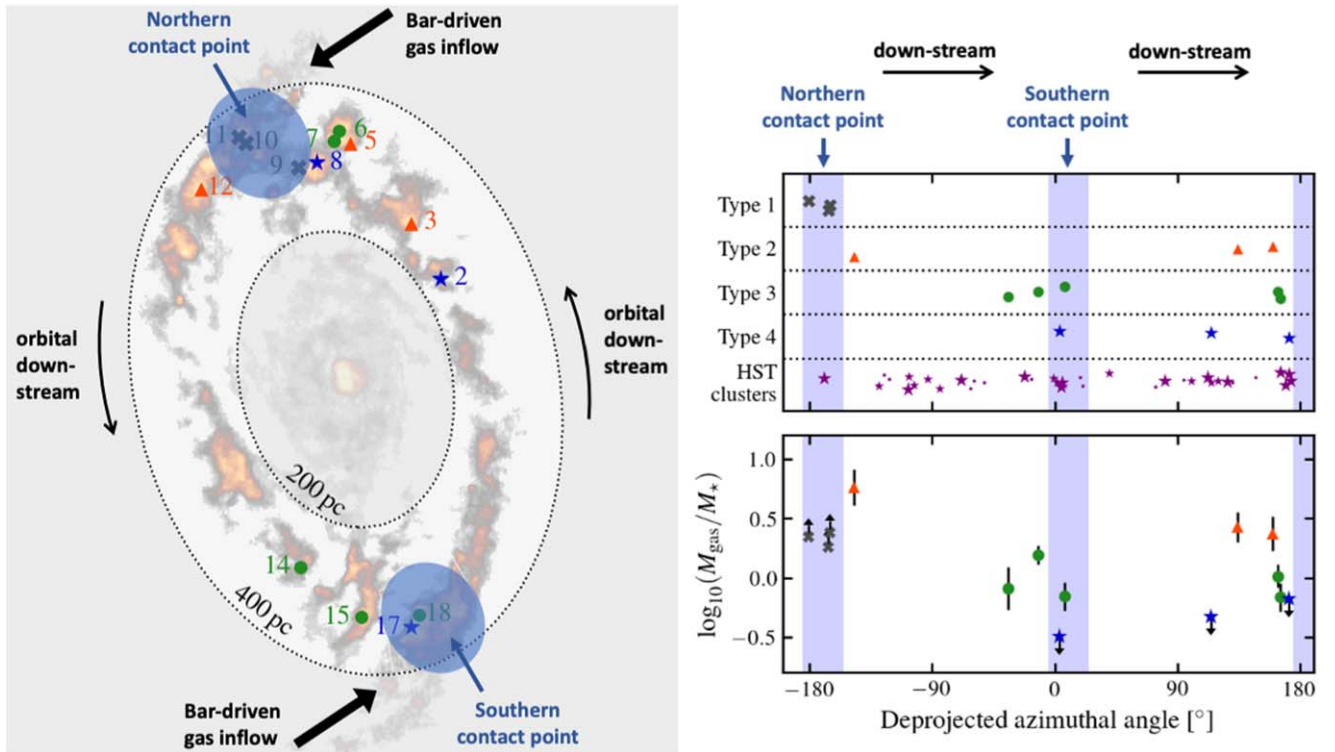 Northern
contact point
Bar-driven
gas inflow
11
10
9
7
6
5
8
12
3
2
orbital
down-
stream
orbital
down-
stream
200 pc
400 pc
14
15
17
18
Bar-driven
gas inflow
Southern
contact point
down-stream
down-stream
Northern
contact point
Southern
contact point
Type 1
Type 2
Type 3
Type 4
HST
clusters
log₁₀(M_gas/M_⋆)
1.0
0.5
0.0
−0.5
−180
−90
0
90
180
Deprojected azimuthal angle [°]